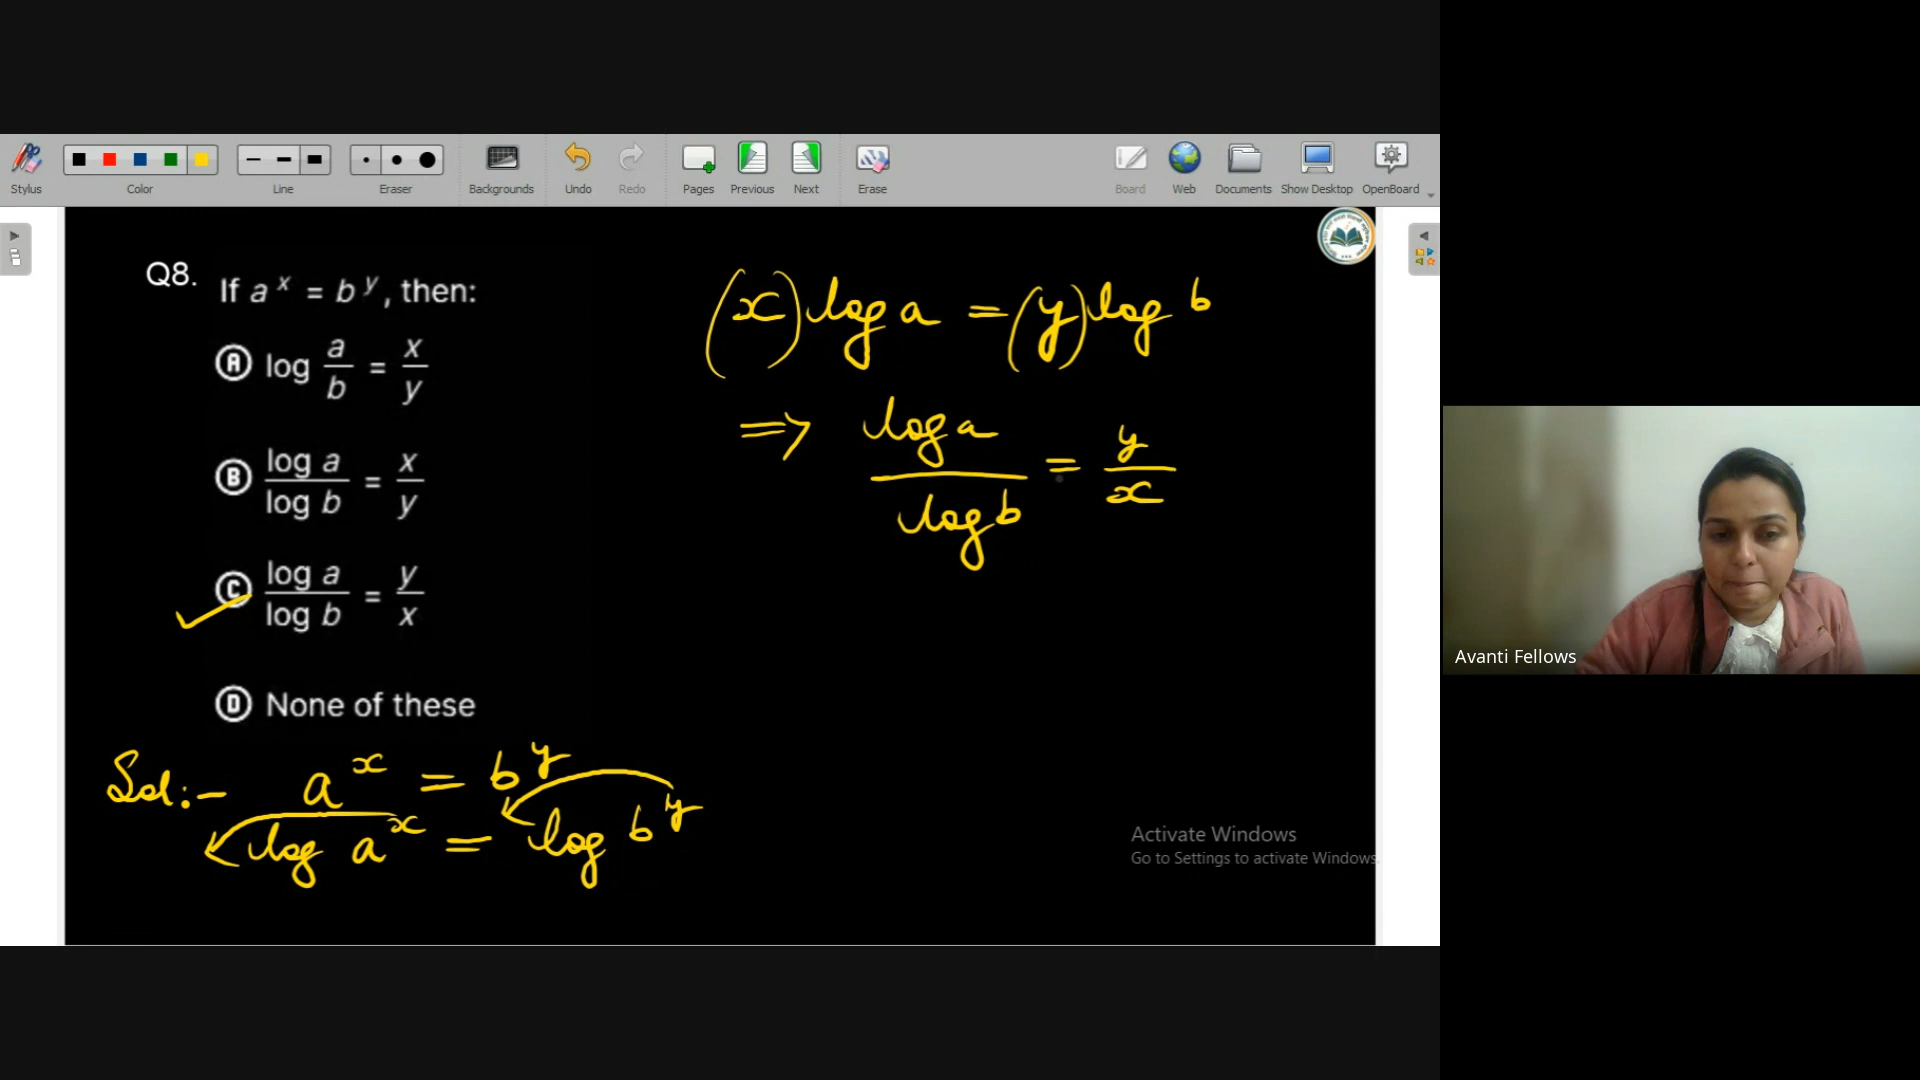 Stylus
Color
Line
Eraser
Backgrounds
Undo
Redo
Pages
Previous
Next
Erase
Board
Web
Documents
Show Desktop
OpenBoard
Q8. If a^x = b^y, then:
A log a/b = x/y
B log a/log b = x/y
C log a/log b = y/x
D None of these
Sol:- a^x = b^y
log a^x = log b^y
(x) log a = (y) log b
⇒ log a/log b = y/x
Activate Windows
Go to Settings to activate Windows.
Avanti Fellows